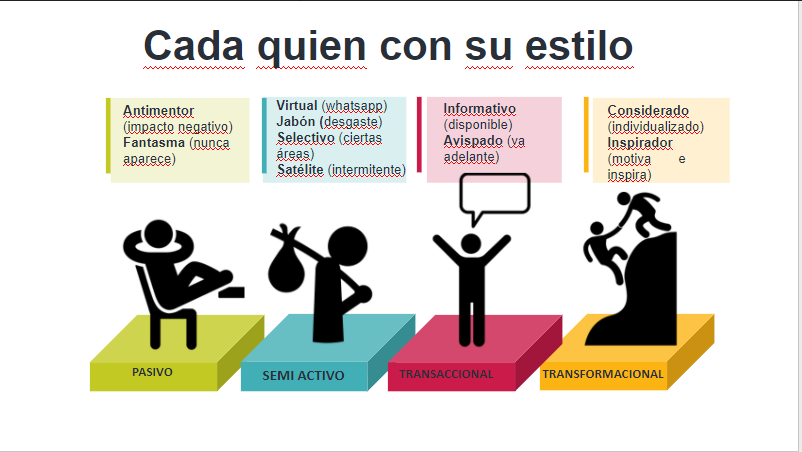 Cada quien con su estilo
Antimentor
(impacto negativo)
Fantasma (nunca
aparece)
Virtual (whatsapp)
Jabón (desgaste)
Selectivo (ciertas
áreas)
Satélite (intermitente)
Informativo
(disponible)
Avispado (va
adelante)
Considerado
(individualizado)
Inspirador
(motiva e
inspira)
PASIVO
SEMI ACTIVO
TRANSACCIONAL
TRANSFORMACIONAL